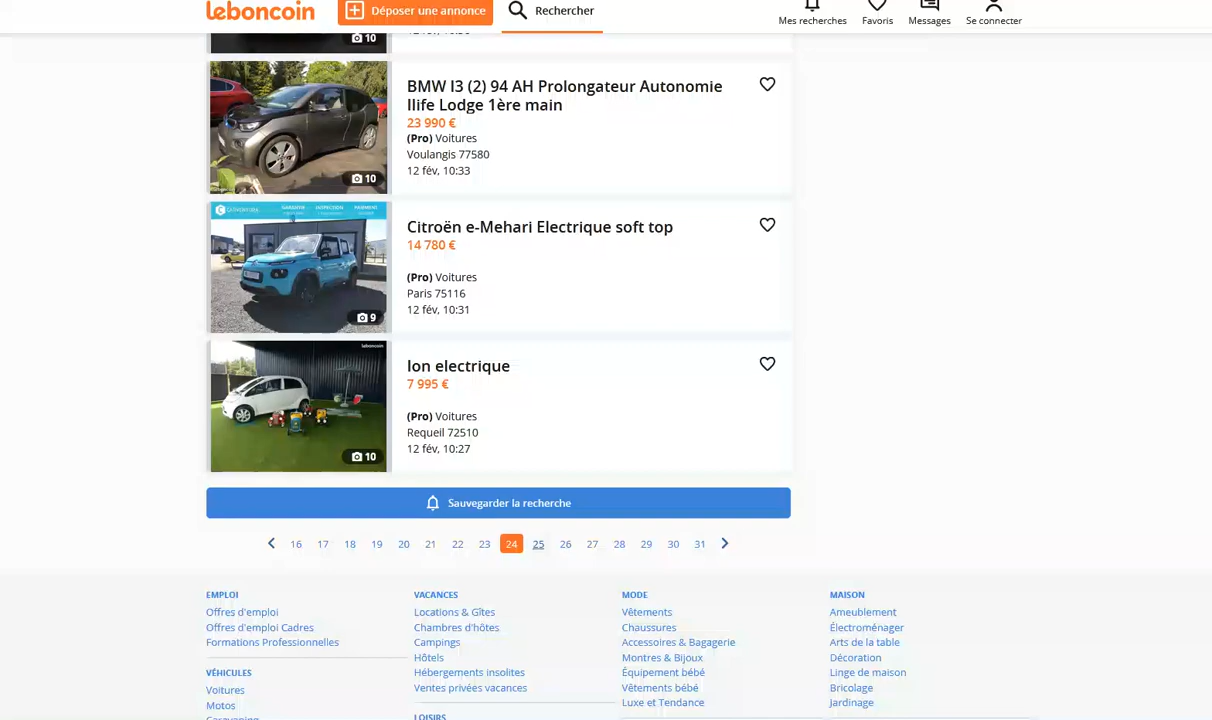 leboncoin
Déposer une annonce
Rechercher
Mes recherches
Favoris
Messages
Se connecter
10
BMW I3 (2) 94 AH Prolongateur Autonomie
Ilife Lodge 1ère main
23 990 €
(Pro) Voitures
Voulangis 77580
12 fév, 10:33
10
Citroën e-Mehari Electrique soft top
14 780 €
(Pro) Voitures
Paris 75116
12 fév, 10:31
9
Ion electrique
7 995 €
(Pro) Voitures
Requeil 72510
12 fév, 10:27
leboncoin
10
Sauvegarder la recherche
16 17 18 19 20 21 22 23 24 25 26 27 28 29 30 31
EMPLOI
Offres d'emploi
Offres d'emploi Cadres
Formations Professionnelles
VÉHICULES
Voitures
Motos
Caravaning
VACANCES
Locations & Gîtes
Chambres d'hôtes
Campings
Hôtels
Hébergements insolites
Ventes privées vacances
LOISIRS
MODE
Vêtements
Chaussures
Accessoires & Bagagerie
Montres & Bijoux
Équipement bébé
Vêtements bébé
Luxe et Tendance
MAISON
Ameublement
Électroménager
Arts de la table
Décoration
Linge de maison
Bricolage
Jardinage